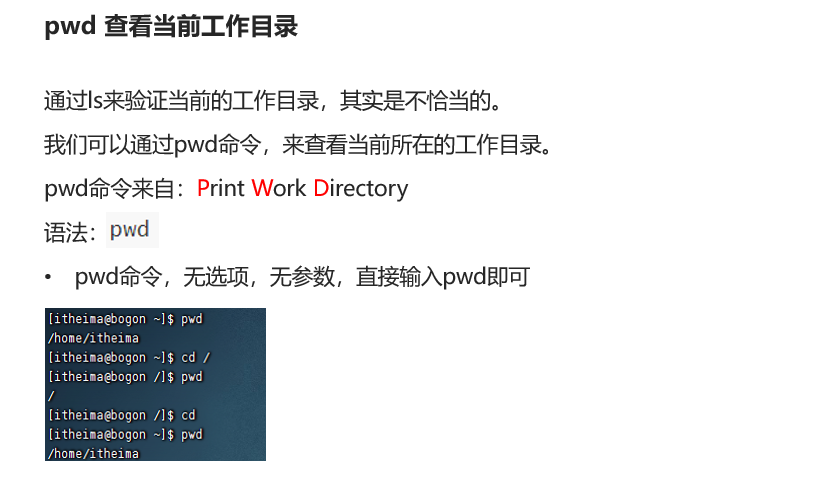 pwd 查看当前工作目录
通过ls来验证当前的工作目录，其实是不恰当的。
我们可以通过pwd命令，来查看当前所在的工作目录。
pwd命令来自：Print Work Directory
语法：pwd
• pwd命令，无选项，无参数，直接输入pwd即可
[itheima@bogon ~]$ pwd
/home/itheima
[itheima@bogon ~]$ cd /
[itheima@bogon /]$ pwd
/
[itheima@bogon /]$ cd
[itheima@bogon ~]$ pwd
/home/itheima